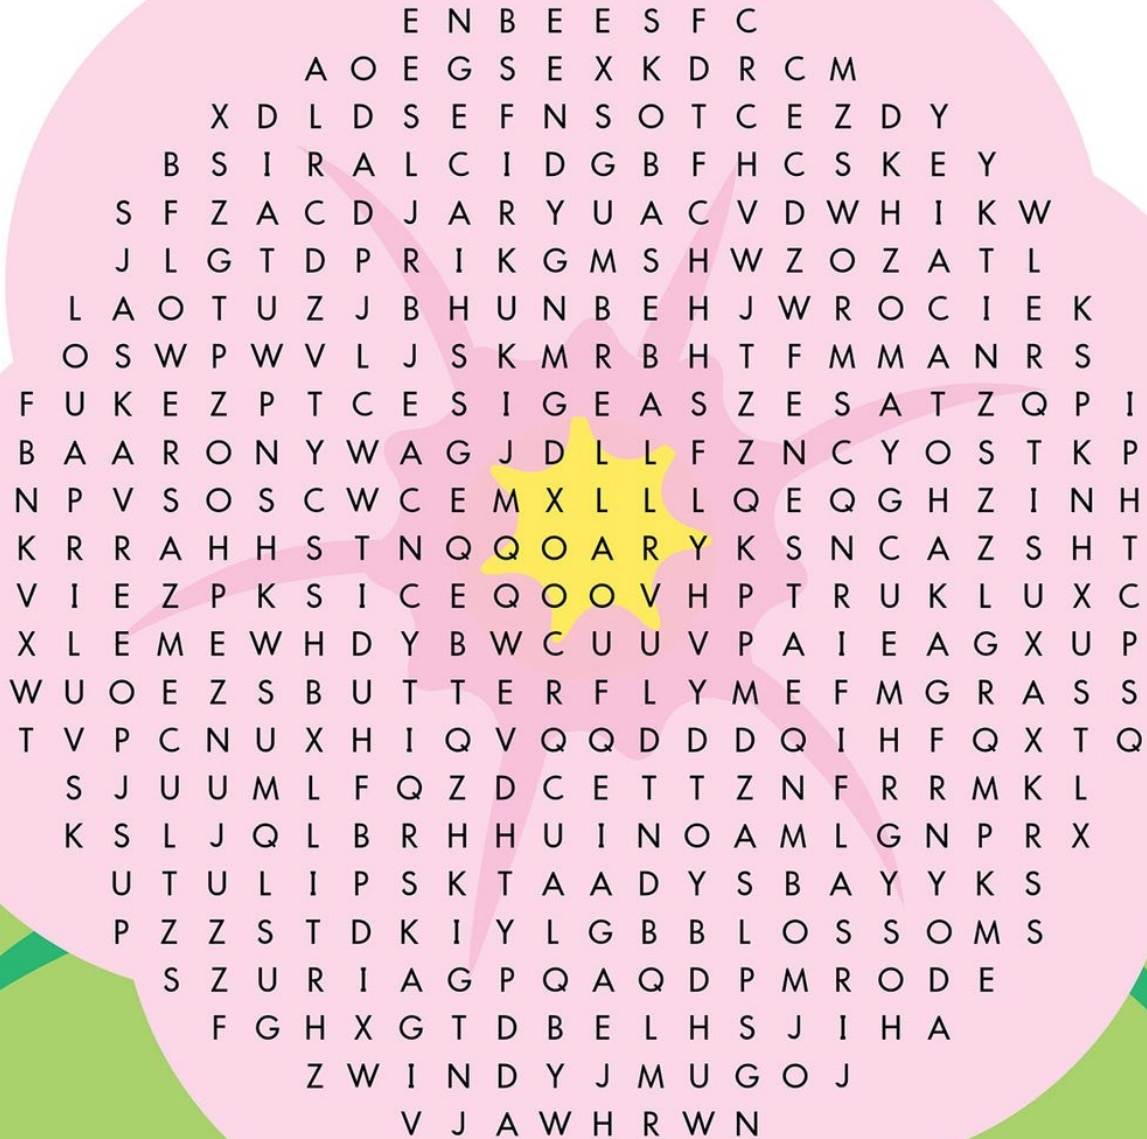 E N B E E S F C
A O E G S E X K D R C M
X D L D S E F N S O T C E Z D Y
B S I R A L C I D G B F H C S K E Y
S F Z A C D J A R Y U A C V D W H I K W
J L G T D P R I K G M S H W Z O Z A T L
L A O T U Z J B H U N B E H J W R O C I E K
O S W P W V L J S K M R B H T F M M A N R S
F U K E Z P T C E S I G E A S Z E S A T Z Q P I
B A A R O N Y W A G J D L L F Z N C Y O S T K P
N P V S O S C W C E M X L L L Q E Q G H Z I N H
K R R A H H S T N Q Q O A R Y K S N C A Z S H T
V I E Z P K S I C E Q O O V H P T R U K L U X C
X L E M E W H D Y B W C U U V P A I E A G X U P
W U O E Z S B U T T E R F L Y M E F M G R A S S
T V P C N U X H I Q V Q Q D D D Q I H F Q X T Q
S J U U M L F Q Z D C E T T Z N F R R M K L
K S L J Q L B R H H U I N O A M L G N P R X
U T U L I P S K T A A D Y S B A Y Y K S
P Z Z S T D K I Y L G B B L O S S O M S
S Z U R I A G P Q A Q D P M R O D E
F G H X G T D B E L H S J I H A
Z W I N D Y J M U G O J
V J A W H R W N